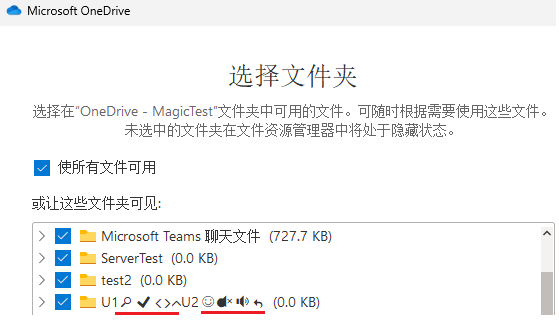 Microsoft OneDrive
选择文件夹
选择在“OneDrive - MagicTest”文件夹中可用的文件。可随时根据需要使用这些文件。
未选中的文件夹在文件资源管理器中将处于隐藏状态。
使所有文件可用
或让这些文件夹可见:
Microsoft Teams 聊天文件 (727.7 KB)
ServerTest (0.0 KB)
test2 (0.0 KB)
U1 U2 (0.0 KB)